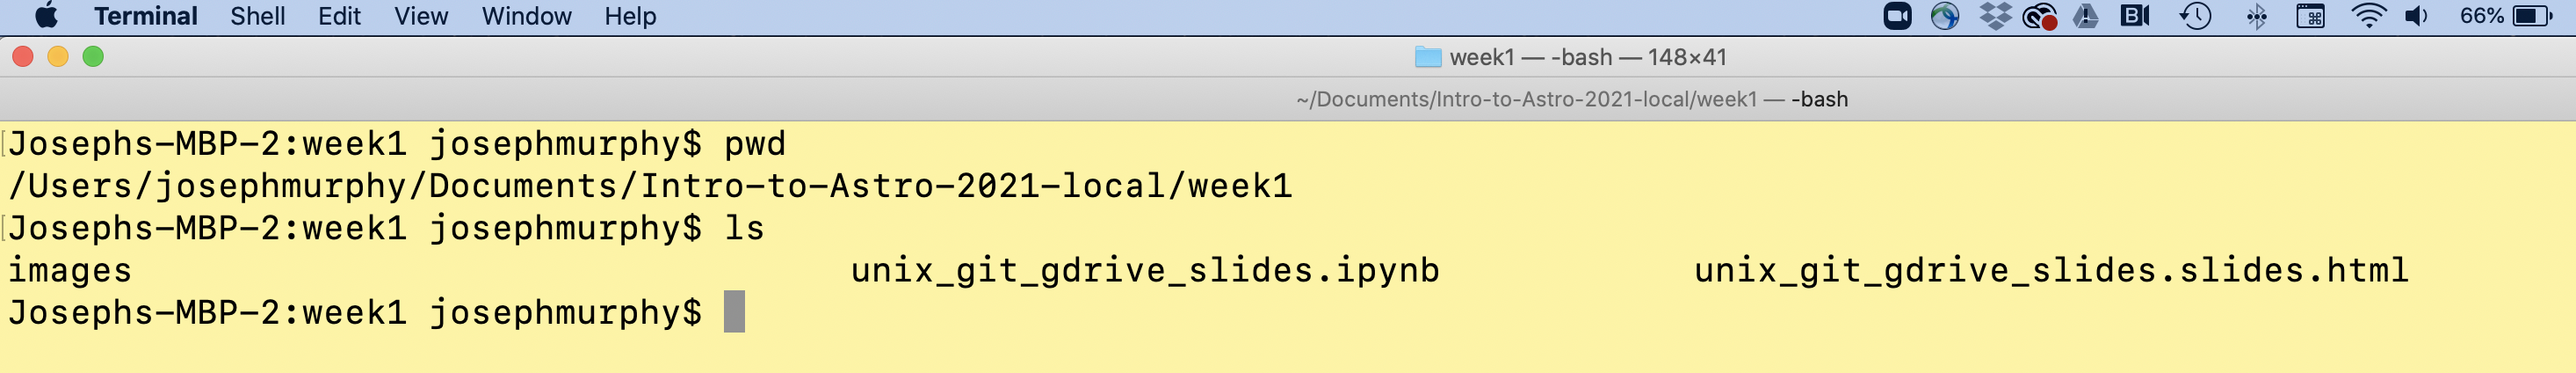 Terminal Shell Edit View Window Help 66%
week1 — -bash — 148×41
~/Documents/Intro-to-Astro-2021-local/week1 — -bash
Josephs-MBP-2:week1 josephmurphy$ pwd
/Users/josephmurphy/Documents/Intro-to-Astro-2021-local/week1
Josephs-MBP-2:week1 josephmurphy$ ls
images unix_git_gdrive_slides.ipynb unix_git_gdrive_slides.slides.html
Josephs-MBP-2:week1 josephmurphy$